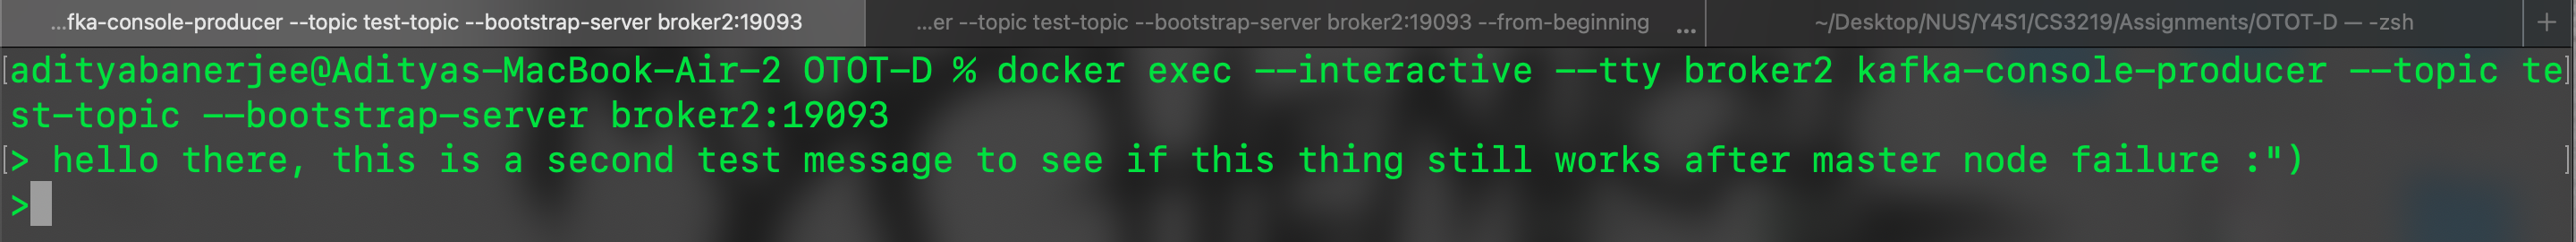 ...fka-console-producer --topic test-topic --bootstrap-server broker2:19093
...er --topic test-topic --bootstrap-server broker2:19093 --from-beginning ...
~/Desktop/NUS/Y4S1/CS3219/Assignments/OTOT-D — -zsh +
[adityabanerjee@Adityas-MacBook-Air-2 OTOT-D % docker exec --interactive --tty broker2 kafka-console-producer --topic te]
st-topic --bootstrap-server broker2:19093
[> hello there, this is a second test message to see if this thing still works after master node failure :") ]
>